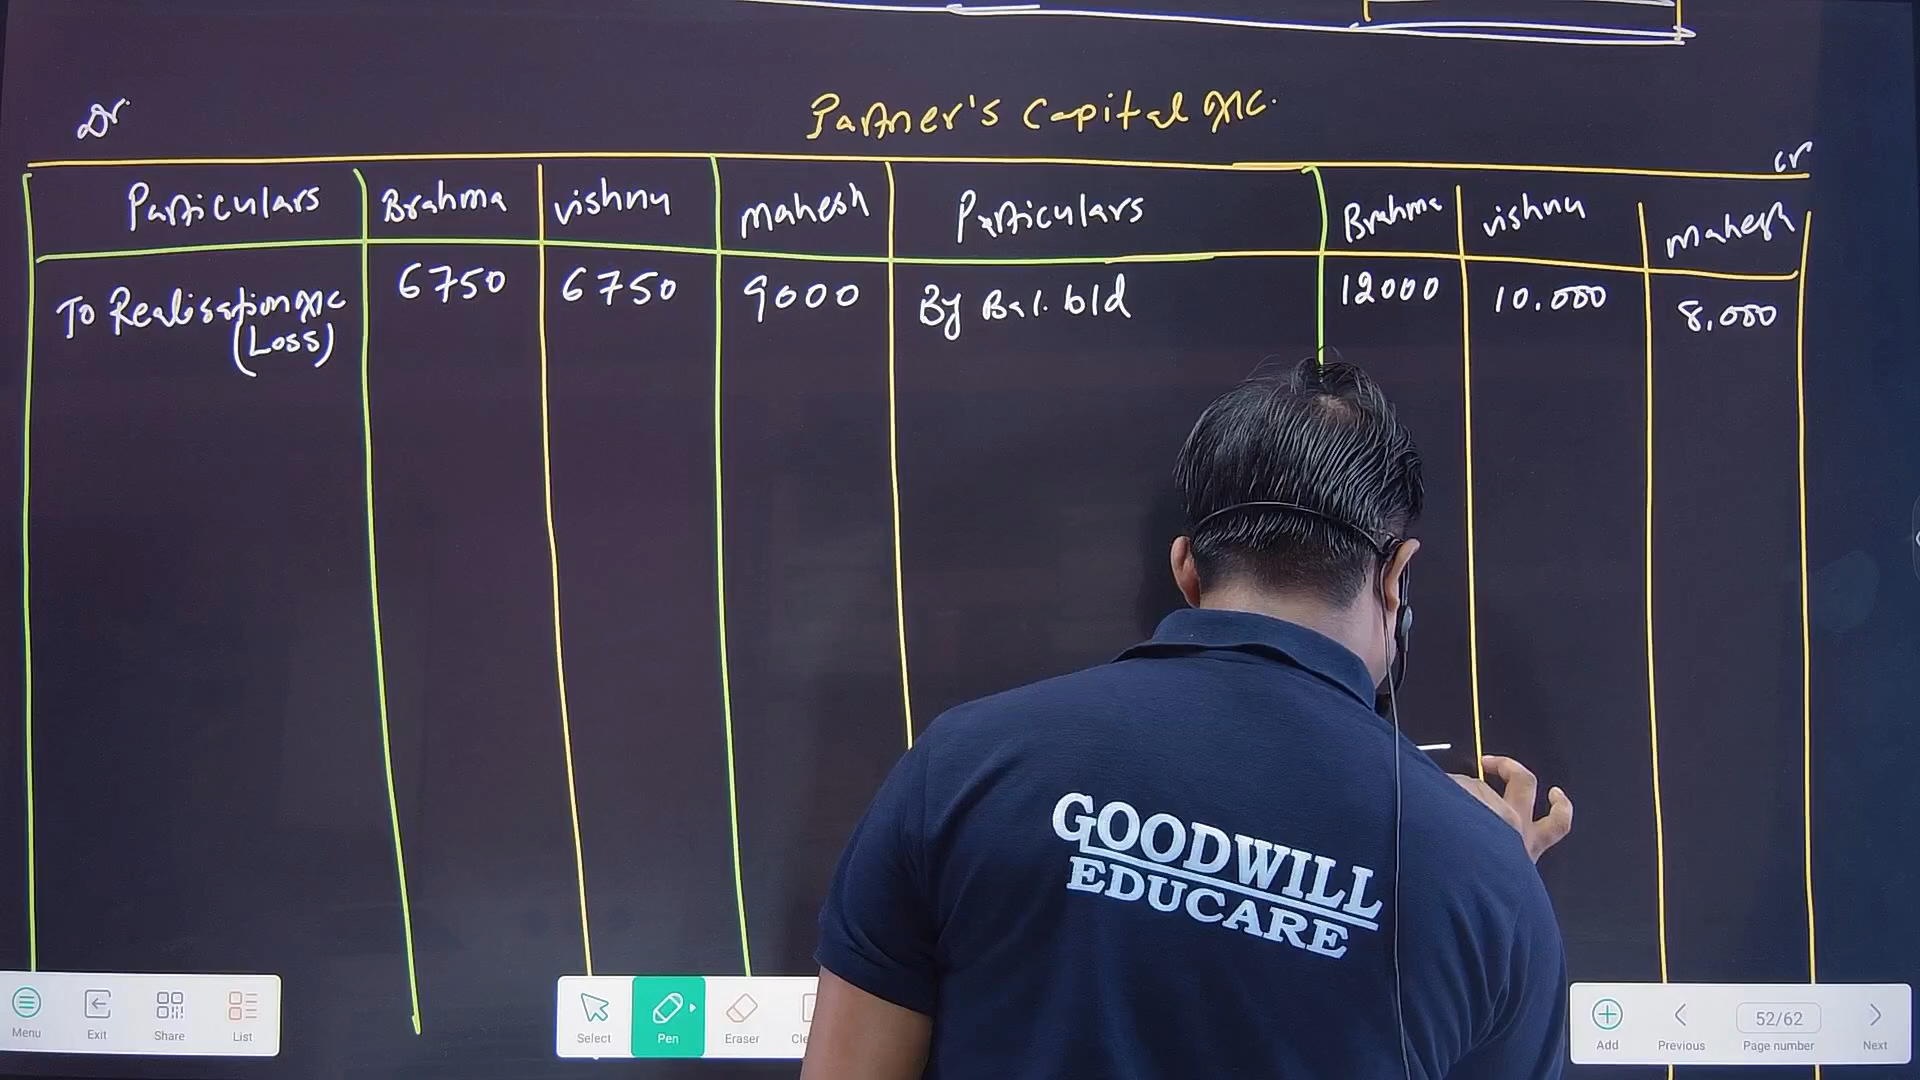 Dr.
Partner's Capital A/c.
Cr
Particulars Brahma Vishnu Mahesh Particulars Brahma Vishnu Mahesh
To Realisation A/c 6750 6750 9000 By Bal. b/d 12000 10.000 8.000
(Loss)
GOODWILL
EDUCARE
Menu Exit Share List
Select Pen Eraser Cle
Add Previous 52/62 Page number Next